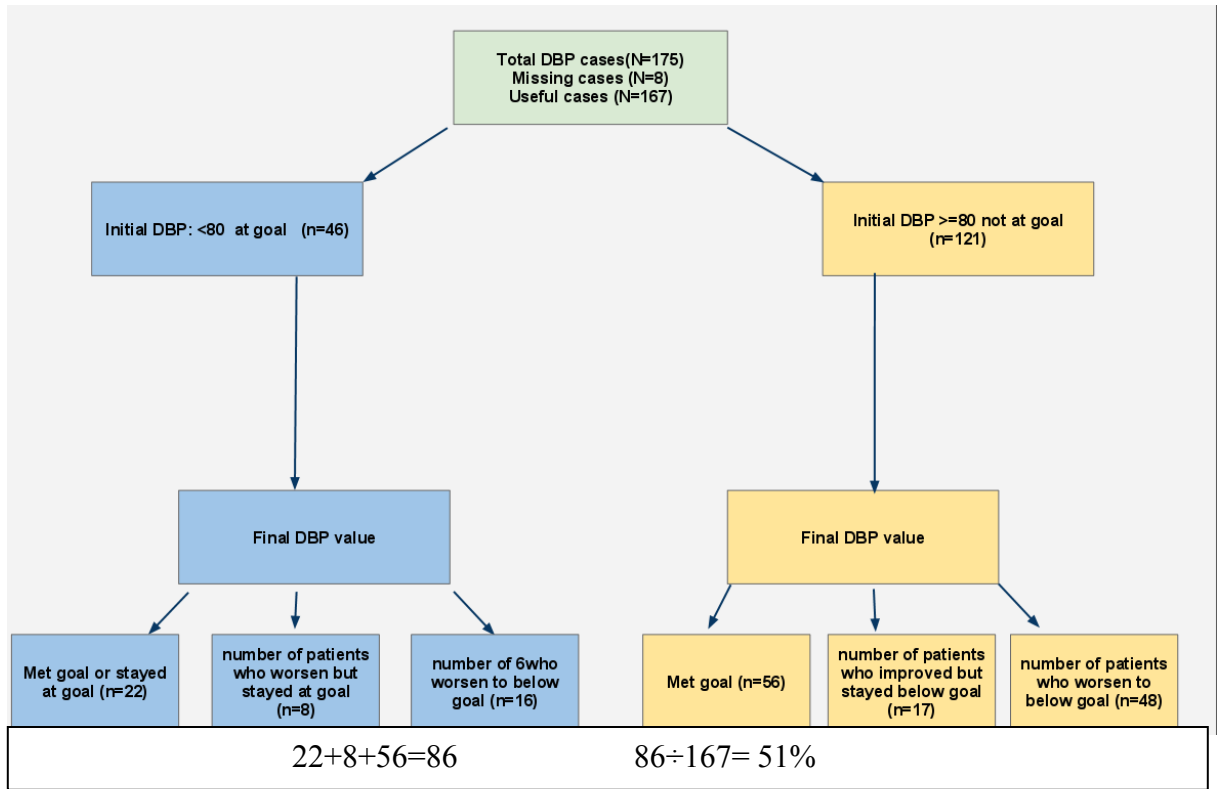 Total DBP cases(N=175)
Missing cases (N=8)
Useful cases (N=167)
Initial DBP: <80 at goal (n=46)
Initial DBP >=80 not at goal
(n=121)
Final DBP value
Final DBP value
Met goal or stayed
at goal (n=22)
number of patients
who worsen but
stayed at goal
(n=8)
number of 6who
worsen to below
goal (n=16)
Met goal (n=56)
number of patients
who improved but
stayed below goal
(n=17)
number of patients
who worsen to
below goal (n=48)
22+8+56=86 86÷167= 51%